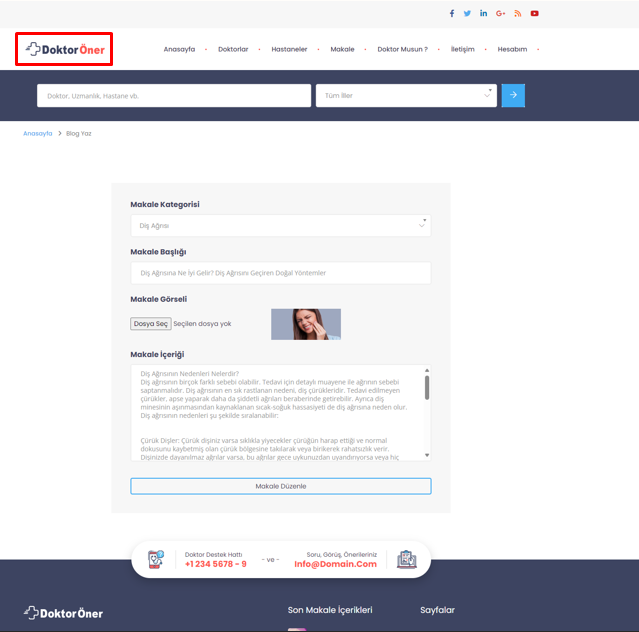 G+
DoktorÖner
Anasayfa • Doktorlar • Hastaneler • Makale • Doktor Musun ? • İletişim • Hesabım •
Doktor, Uzmanlık, Hastane vb.
Tüm İller
Anasayfa > Blog Yaz
Makale Kategorisi
Diş Ağrısı
Makale Başlığı
Diş Ağrısına Ne İyi Gelir? Diş Ağrısını Geçiren Doğal Yöntemler
Makale Görseli
Dosya Seç Seçilen dosya yok
Makale İçeriği
Diş Ağrısının Nedenleri Nelerdir?
Diş ağrısının birçok farklı sebebi olabilir. Tedavi için detaylı muayene ile ağrının sebebi
saptanmalıdır. Diş ağrısının en sık rastlanan nedeni, diş çürükleridir. Tedavi edilmeyen
çürükler, apse yaparak daha da şiddetli ağrıları beraberinde getirebilir. Ayrıca diş
minesinin aşınmasından kaynaklanan sıcak-soğuk hassasiyeti de diş ağrısına neden olur.
Diş ağrısının nedenleri şu şekilde sıralanabilir:
Çürük Dişler: Çürük dişiniz varsa sıklıkla yiyecekler çürüğün harap ettiği ve normal
dokusunu kaybetmiş olan çürük bölgesine takılarak veya birikerek rahatsızlık verir.
Dişinizde dayanılmaz ağrılar varsa, bu ağrılar gece uykunuzdan uyandırıyorsa veya hiç
Makale Düzenle
Doktor Destek Hattı
+1 234 5678 - 9
- ve -
Soru, Görüş, Önerileriniz
Info@Domain.Com
DoktorÖner
Son Makale İçerikleri
Sayfalar